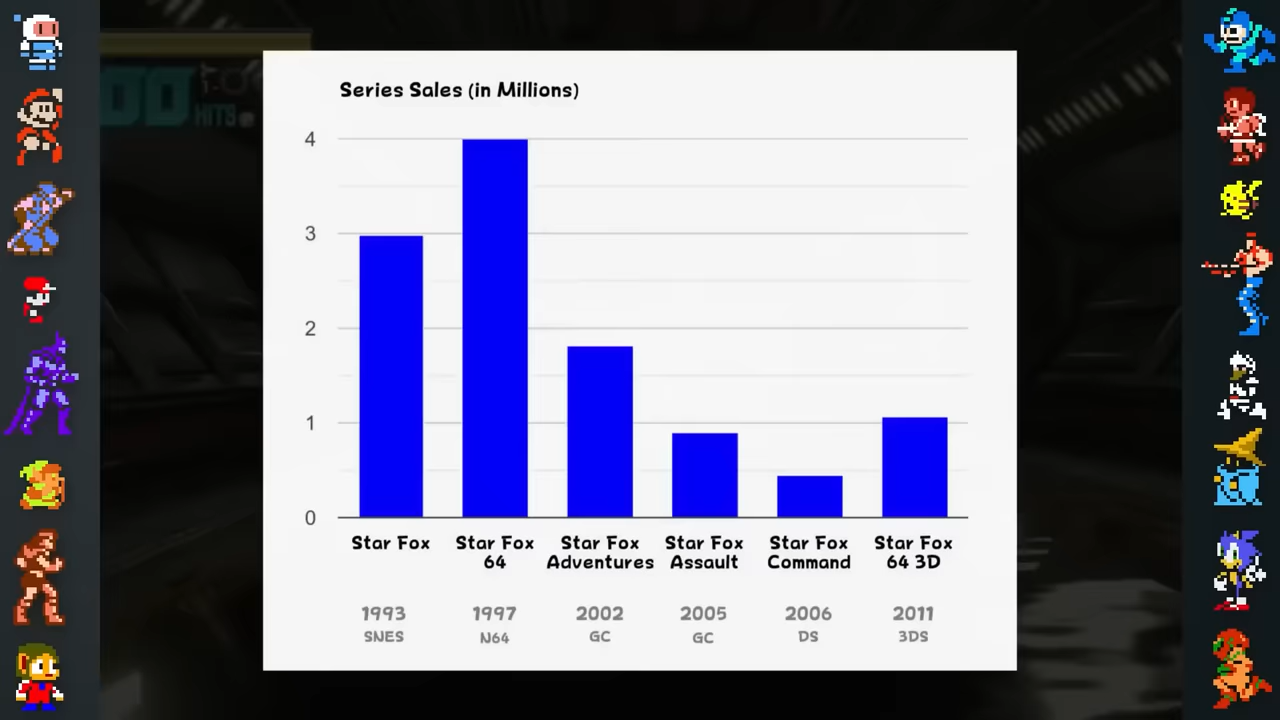 00
HITS
Series Sales (in Millions)
4
3
2
1
0
Star Fox
Star Fox
64
Star Fox
Adventures
Star Fox
Assault
Star Fox
Command
Star Fox
64 3D
1993
SNES
1997
N64
2002
GC
2005
GC
2006
DS
2011
3DS